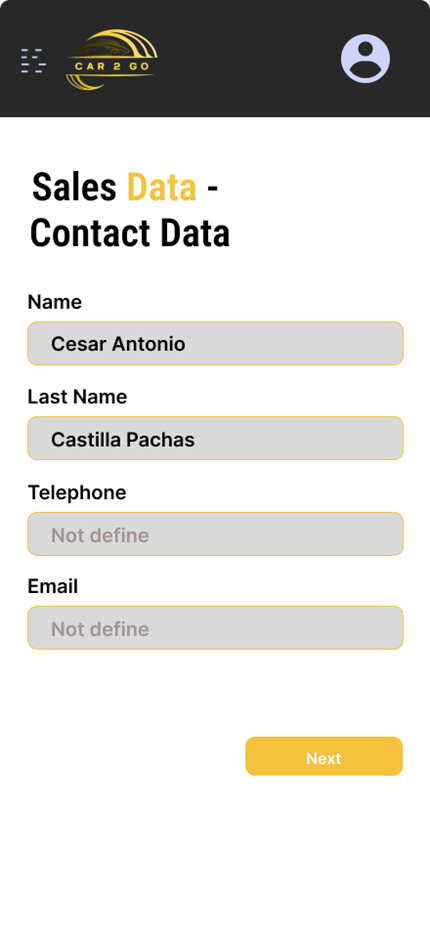 CAR 2 GO
Sales Data -
Contact Data
Name
Cesar Antonio
Last Name
Castilla Pachas
Telephone
Not define
Email
Not define
Next